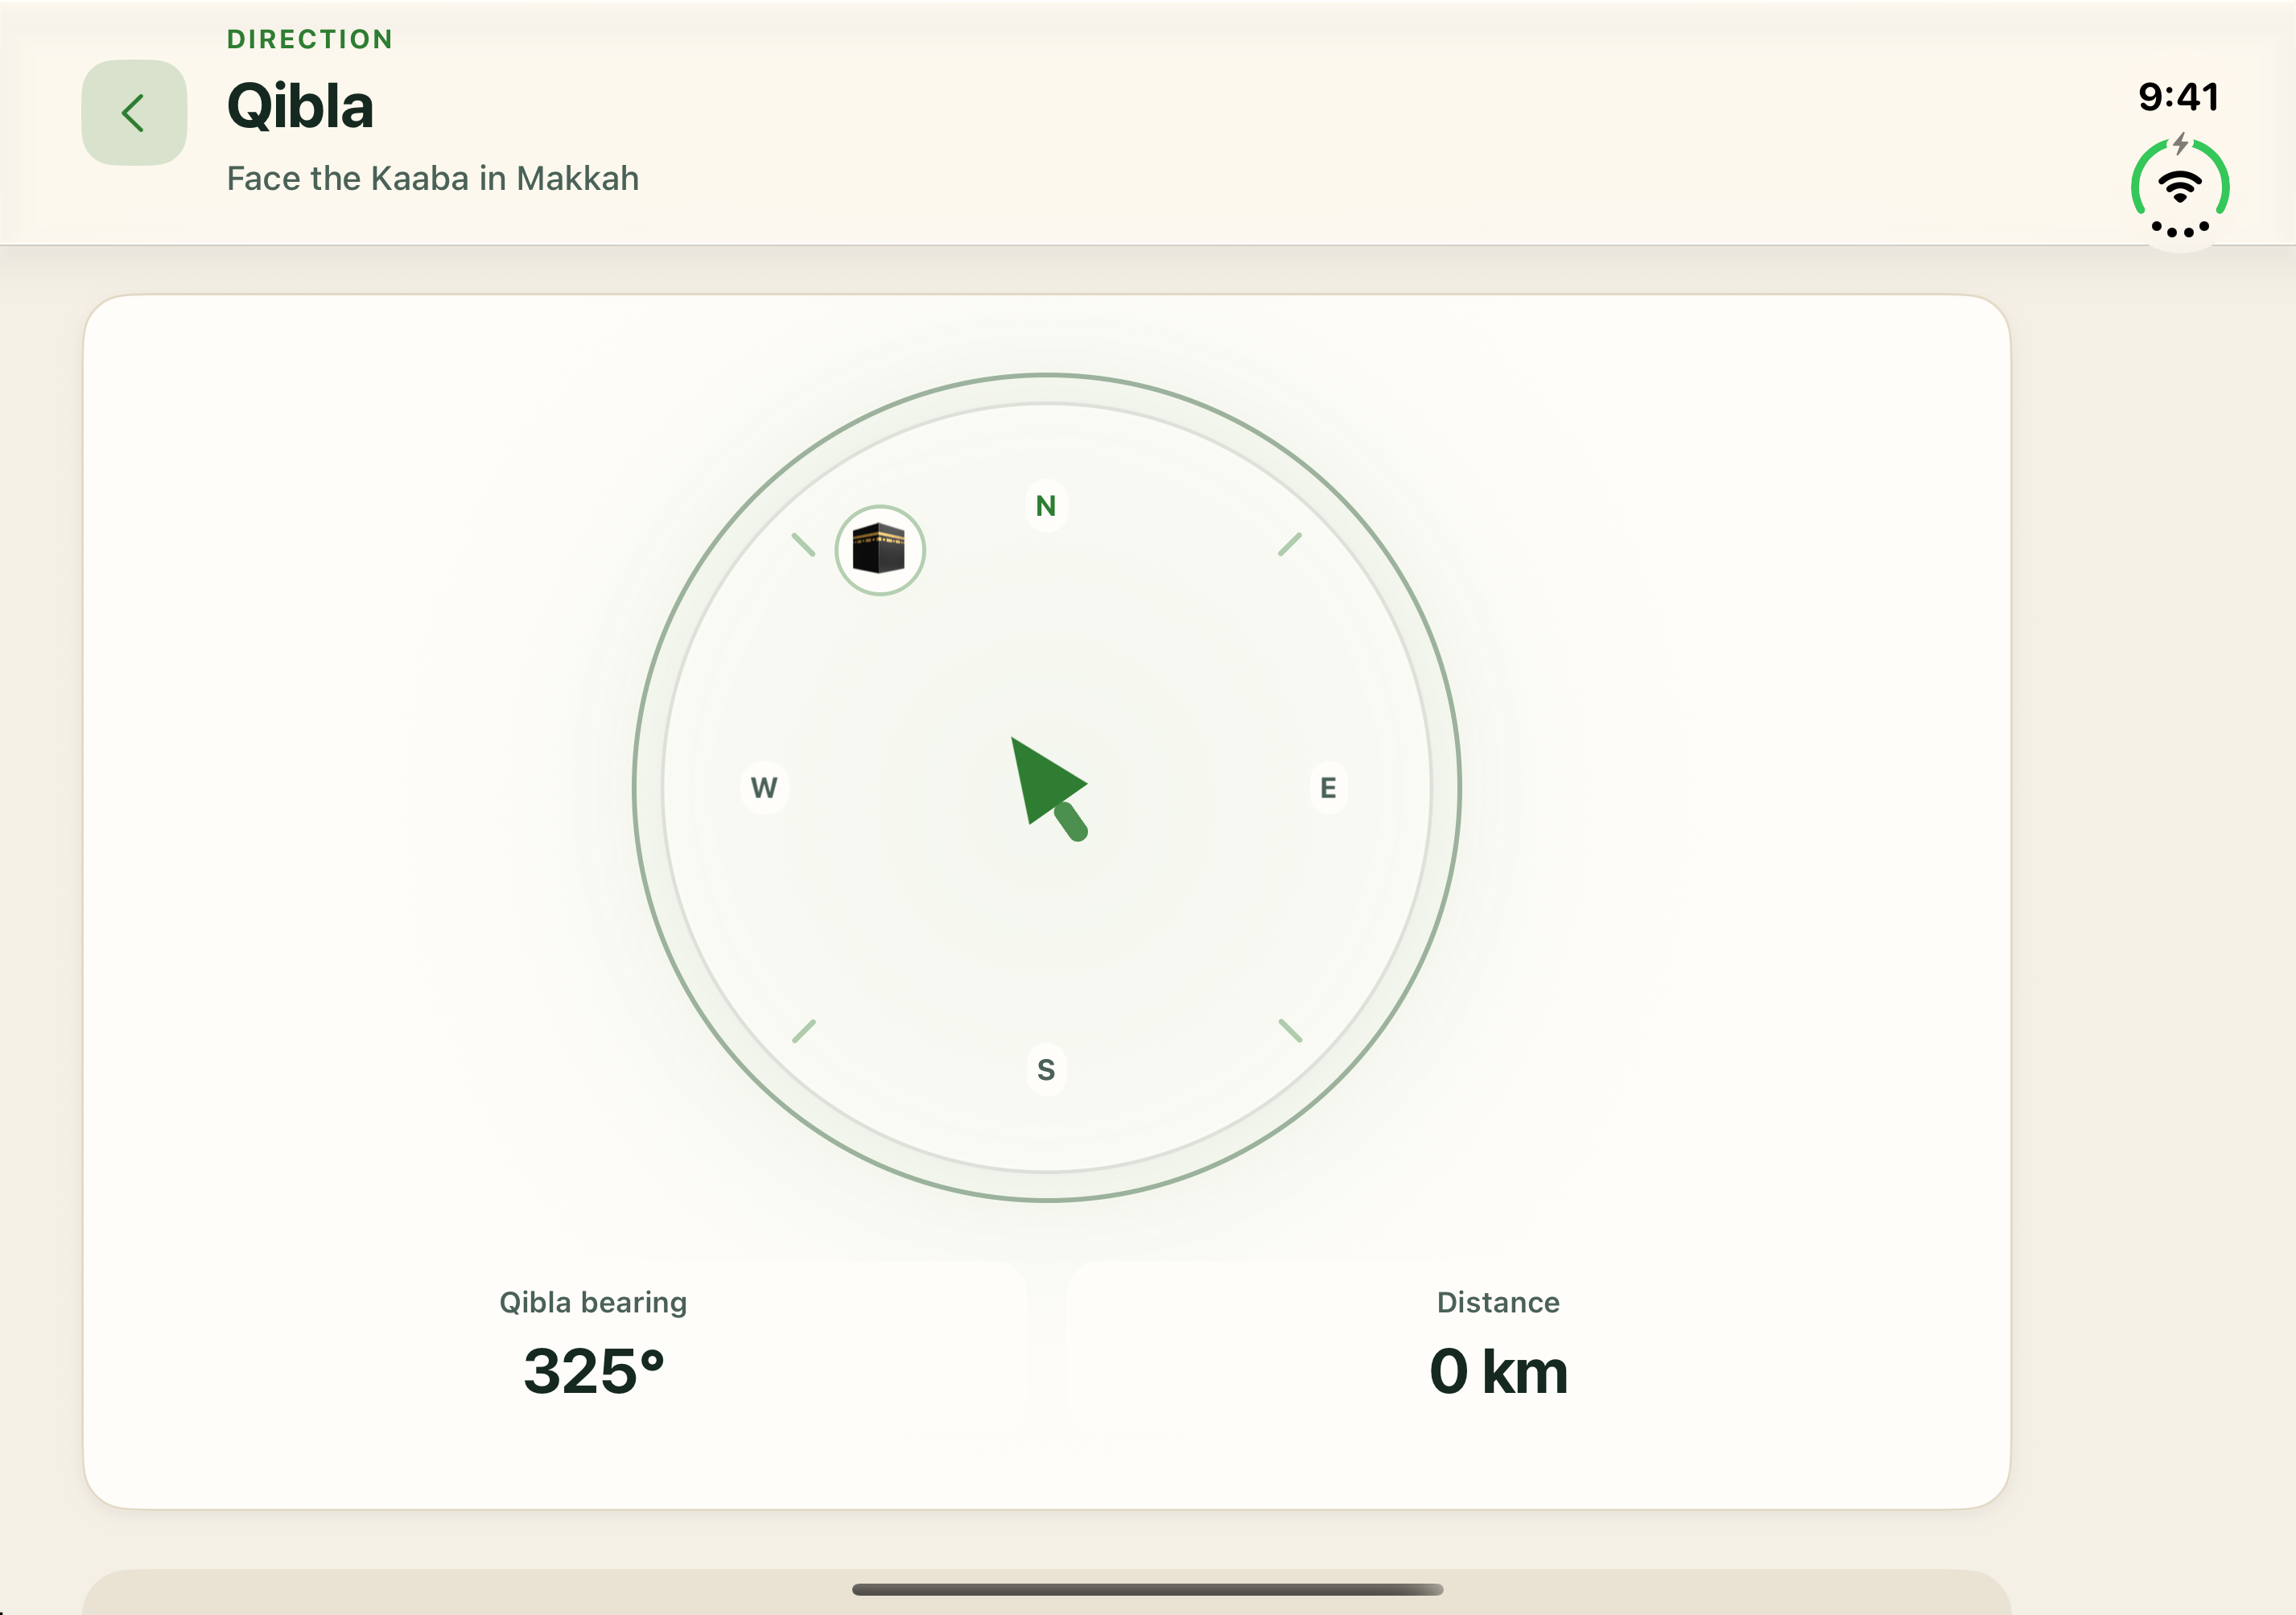 DIRECTION
Qibla
Face the Kaaba in Makkah
9:41
N
W
E
S
Qibla bearing
325°
Distance
0 km